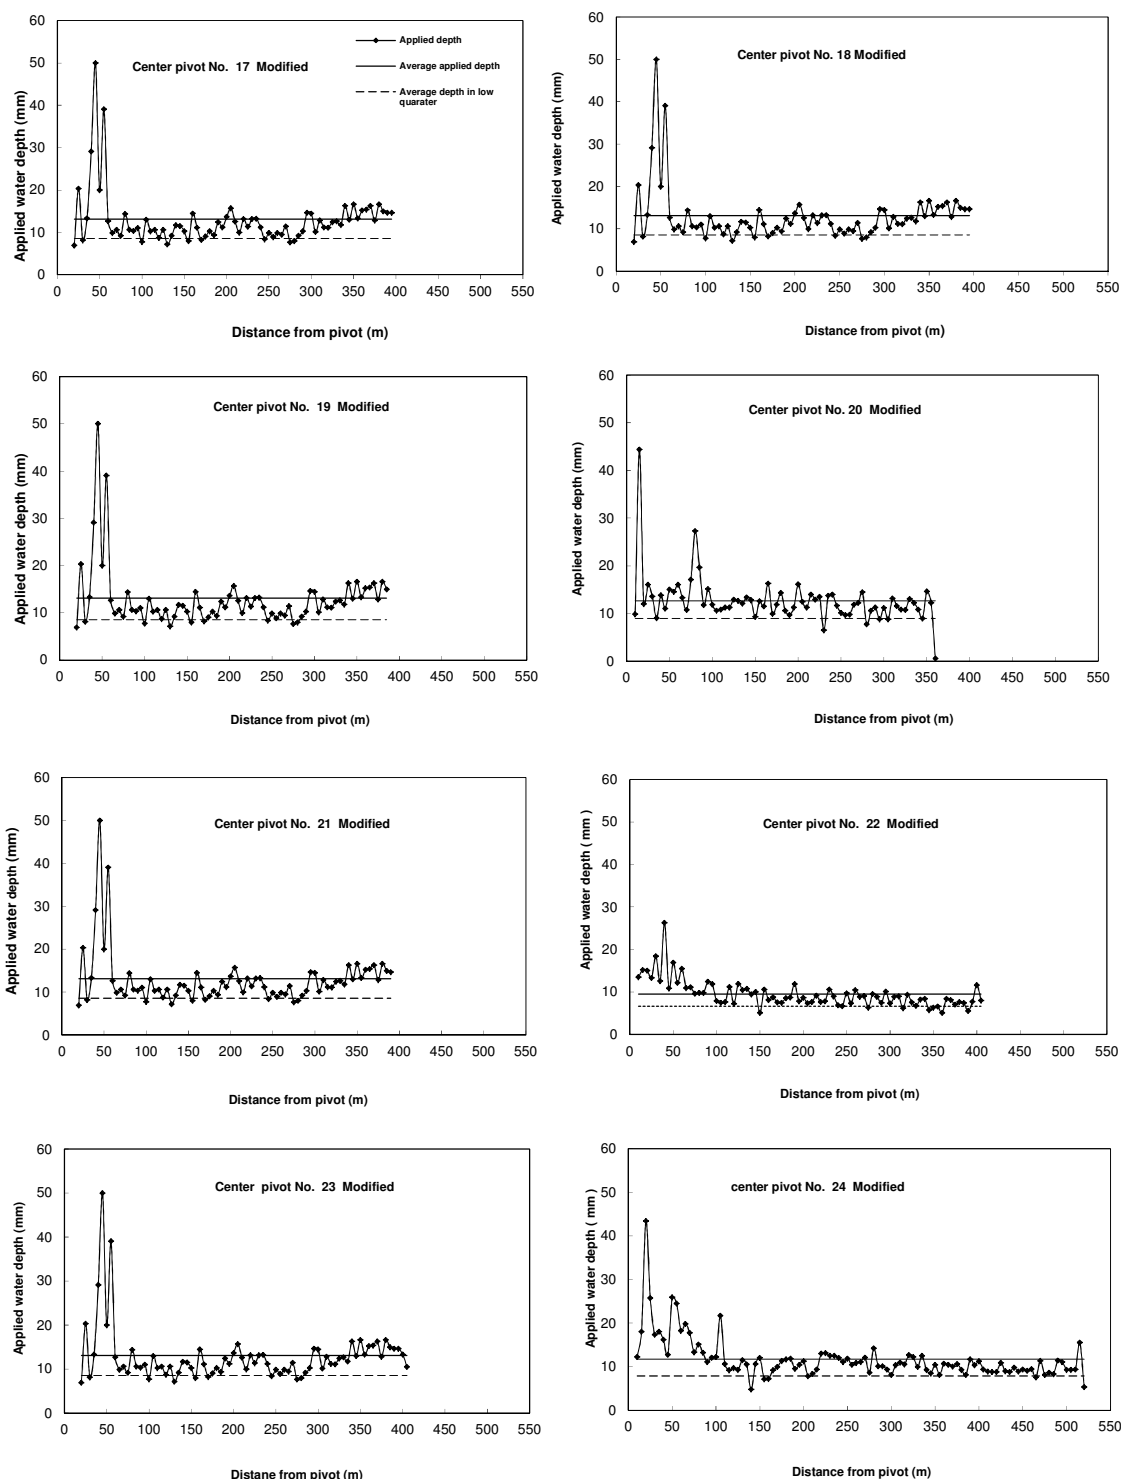 Center pivot No. 17 Modified
Applied depth
Average applied depth
Average depth in low
quarater
Applied water depth (mm)
60
50
40
30
20
10
0
0 50 100 150 200 250 300 350 400 450 500 550
Distance from pivot (m)
Center pivot No. 18 Modified
Applied water depth (mm)
60
50
40
30
20
10
0
0 50 100 150 200 250 300 350 400 450 500 550
Distance from pivot (m)
Center pivot No. 19 Modified
Applied water depth (mm)
60
50
40
30
20
10
0
0 50 100 150 200 250 300 350 400 450 500 550
Distance from pivot (m)
Center pivot No. 20 Modified
Applied water depth (mm)
60
50
40
30
20
10
0
0 50 100 150 200 250 300 350 400 450 500 550
Distance from pivot (m)
Center pivot No. 21 Modified
Applied water depth (mm)
60
50
40
30
20
10
0
0 50 100 150 200 250 300 350 400 450 500 550
Distance from pivot (m)
Center pivot No. 22 Modified
Applied water depth (mm )
60
50
40
30
20
10
0
0 50 100 150 200 250 300 350 400 450 500 550
Distance from pivot (m)
Center pivot No. 23 Modified
Applied water depth (mm)
60
50
40
30
20
10
0
0 50 100 150 200 250 300 350 400 450 500 550
Distane from pivot (m)
center pivot No. 24 Modified
Applied water depth ( mm )
60
50
40
30
20
10
0
0 50 100 150 200 250 300 350 400 450 500 550
Distance from pivot (m)